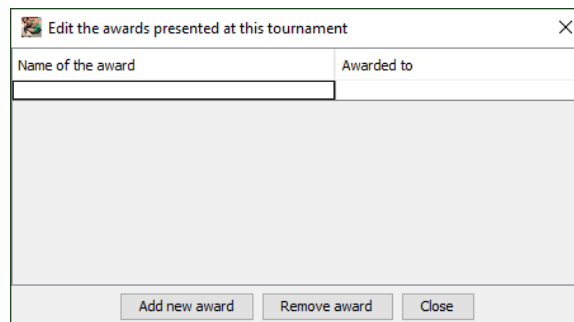 Edit the awards presented at this tournament
Name of the award Awarded to
Add new award Remove award Close